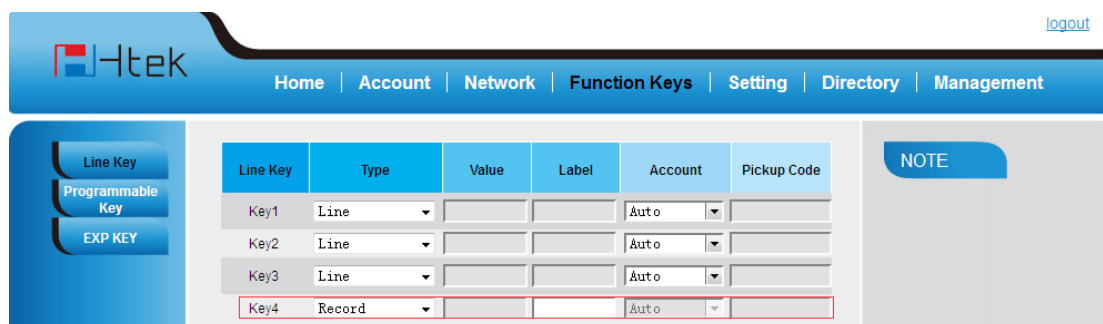 logout
Htek
Home | Account | Network | Function Keys | Setting | Directory | Management
Line Key
Programmable
Key
EXP KEY
Line Key Type Value Label Account Pickup Code
Key1 Line Auto
Key2 Line Auto
Key3 Line Auto
Key4 Record Auto
NOTE